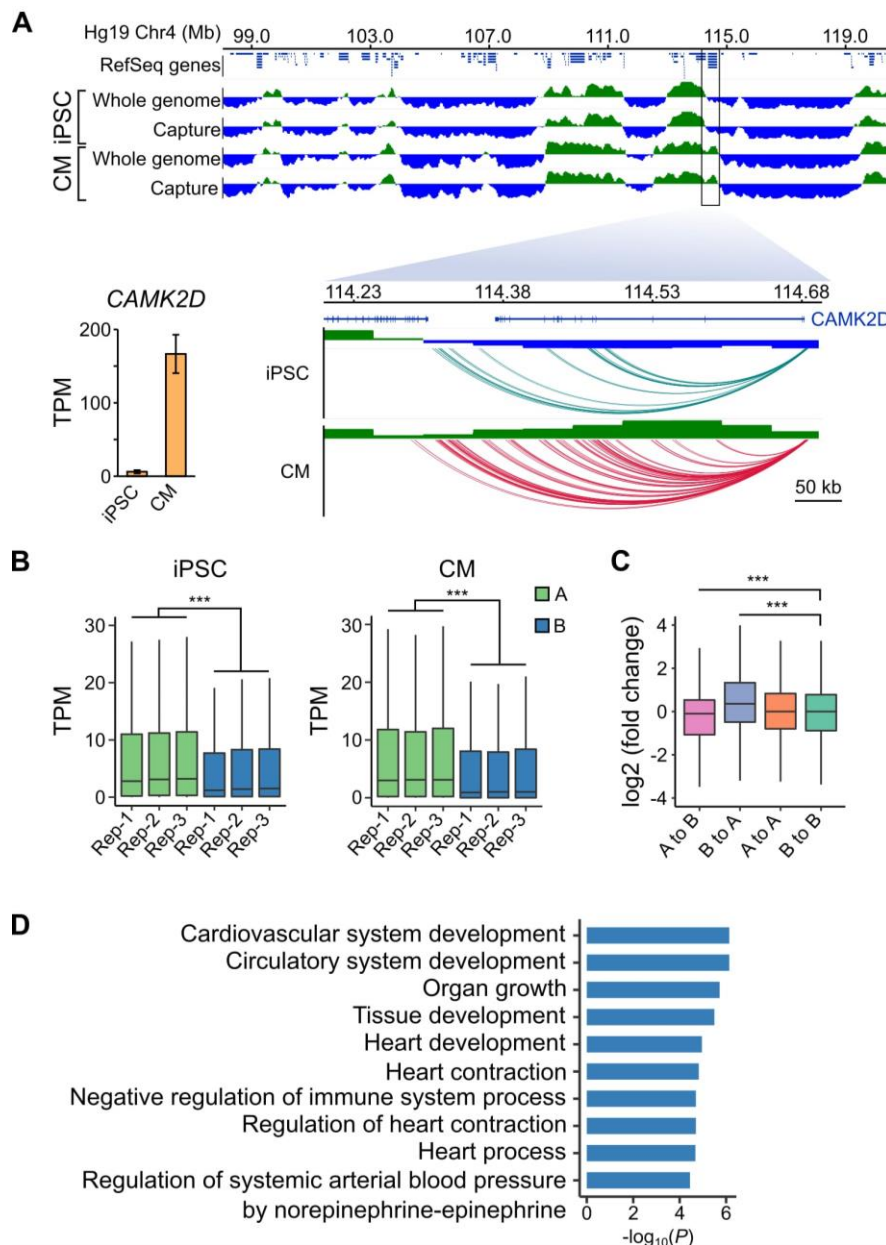 A
Hg19 Chr4 (Mb) 99.0 103.0 107.0 111.0 115.0 119.0
RefSeq genes
iPSC
Whole genome
Capture
CM
Whole genome
Capture
CAMK2D
TPM
200
100
0
iPSC
CM
114.23 114.38 114.53 114.68
CAMK2D
iPSC
CM
50 kb
B
iPSC
***
TPM
30
20
10
0
Rep-1 Rep-2 Rep-3 Rep-1 Rep-2 Rep-3
CM
***
A
B
TPM
30
20
10
0
Rep-1 Rep-2 Rep-3 Rep-1 Rep-2 Rep-3
C
***
***
log2 (fold change)
4
2
0
-2
-4
A to B
B to A
A to A
B to B
D
Cardiovascular system development
Circulatory system development
Organ growth
Tissue development
Heart development
Heart contraction
Negative regulation of immune system process
Regulation of heart contraction
Heart process
Regulation of systemic arterial blood pressure
by norepinephrine-epinephrine
0 2 4 6
-log10(P)